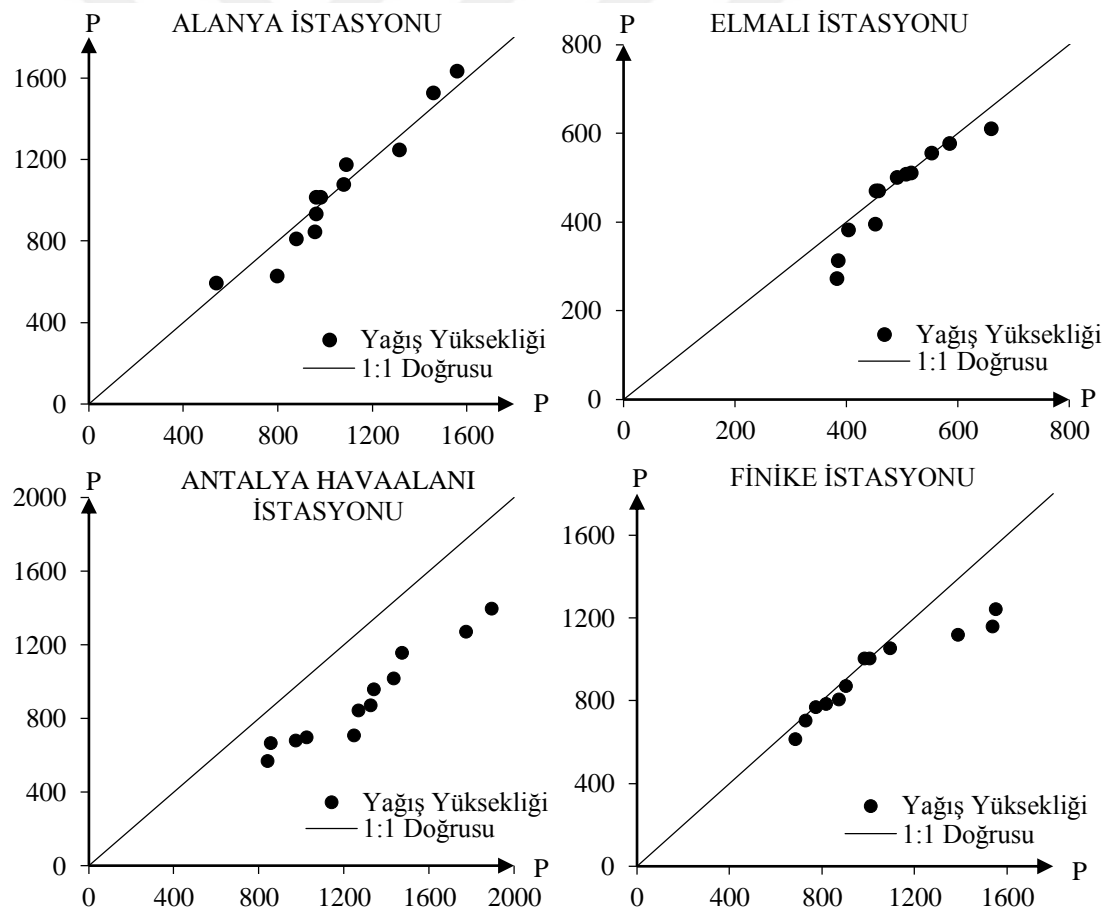 P
ALANYA İSTASYONU
1600
1200
800
400
0
Yağış Yüksekliği
1:1 Doğrusu
P
0 400 800 1200 1600
P
ELMALI İSTASYONU
800
600
400
200
0
Yağış Yüksekliği
1:1 Doğrusu
P
0 200 400 600 800
P
ANTALYA HAVAALANI
İSTASYONU
2000
1600
1200
800
400
0
Yağış Yüksekliği
1:1 Doğrusu
P
0 400 800 1200 1600 2000
P
FİNİKE İSTASYONU
1600
1200
800
400
0
Yağış Yüksekliği
1:1 Doğrusu
P
0 400 800 1200 1600